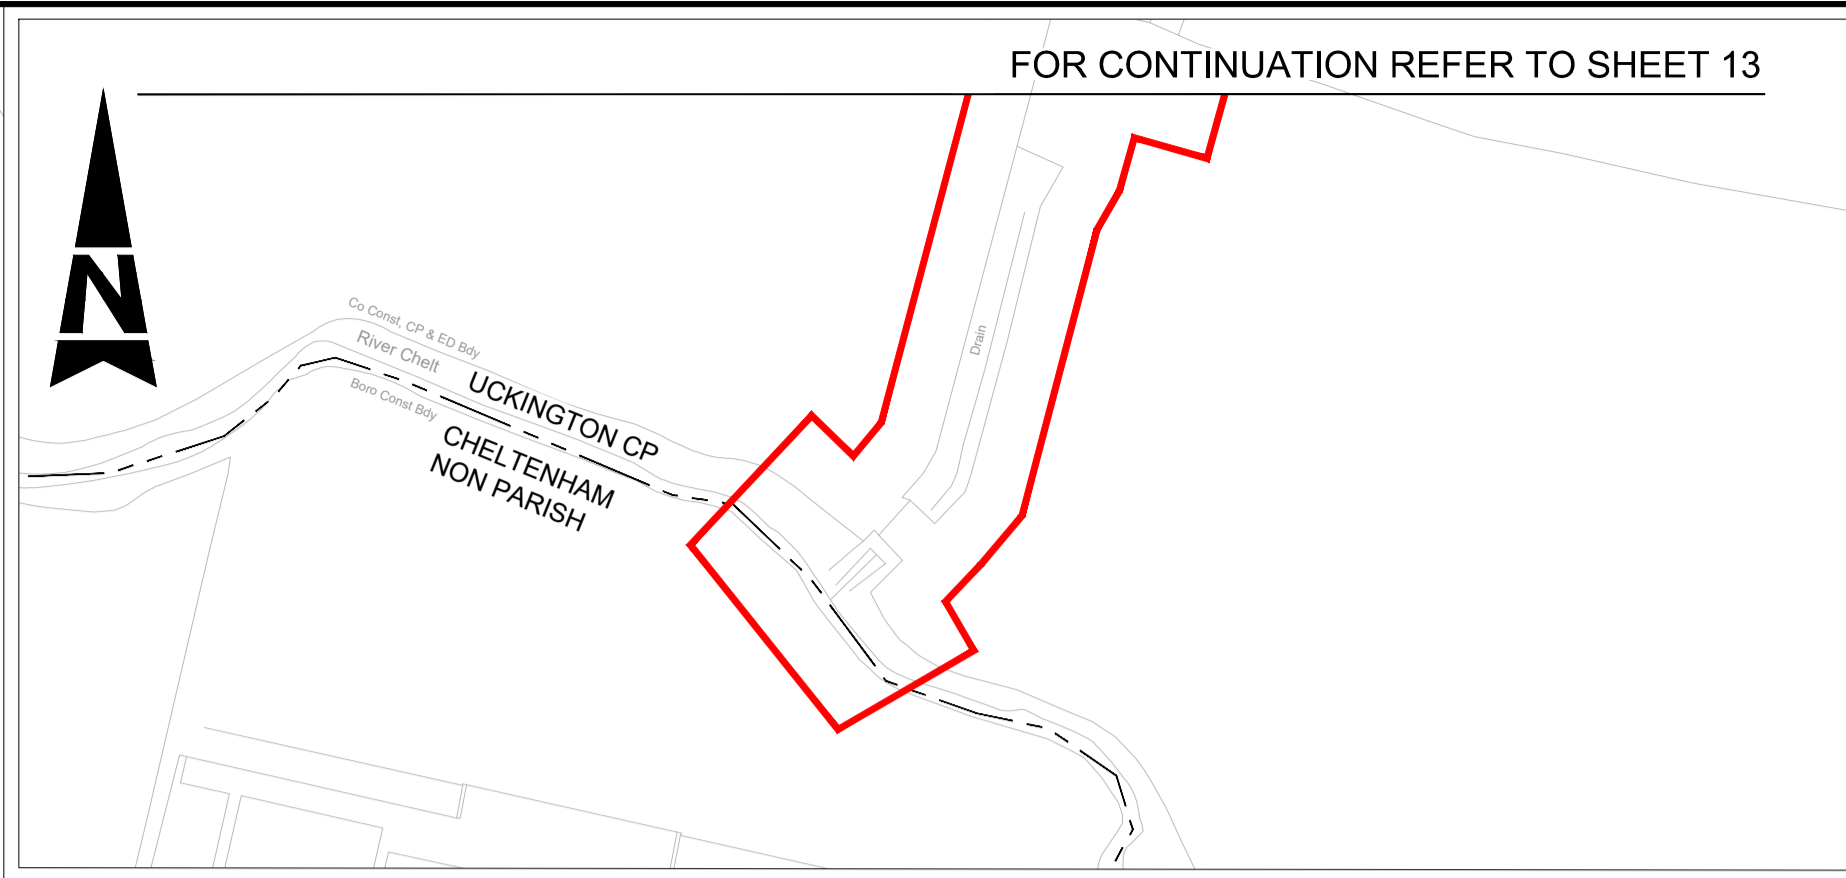 FOR CONTINUATION REFER TO SHEET 13
N
Co Const, CP & ED Bdy
River Chelt
Boro Const Bdy
UCKINGTON CP
CHELTENHAM
NON PARISH
Drain